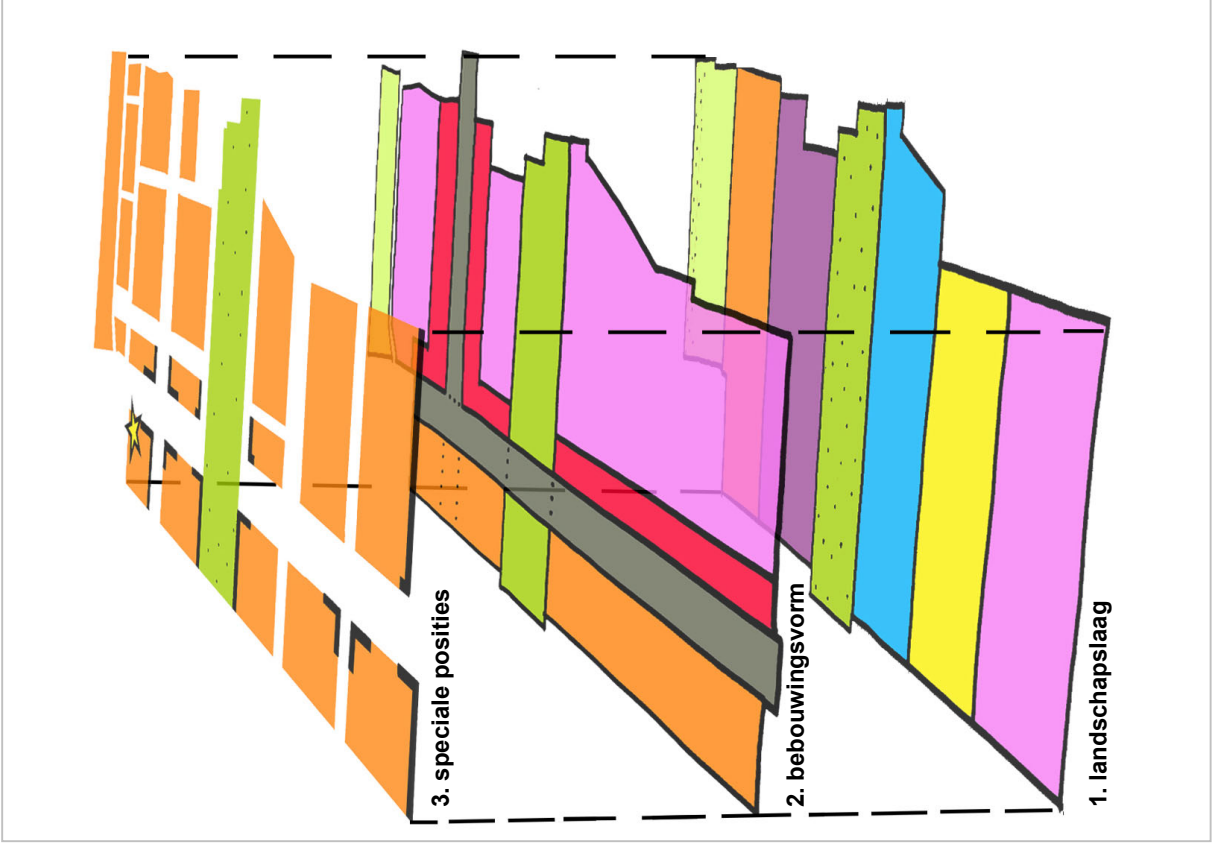 3. speciale posities
2. bebouwingsvorm
1. landschapslaag